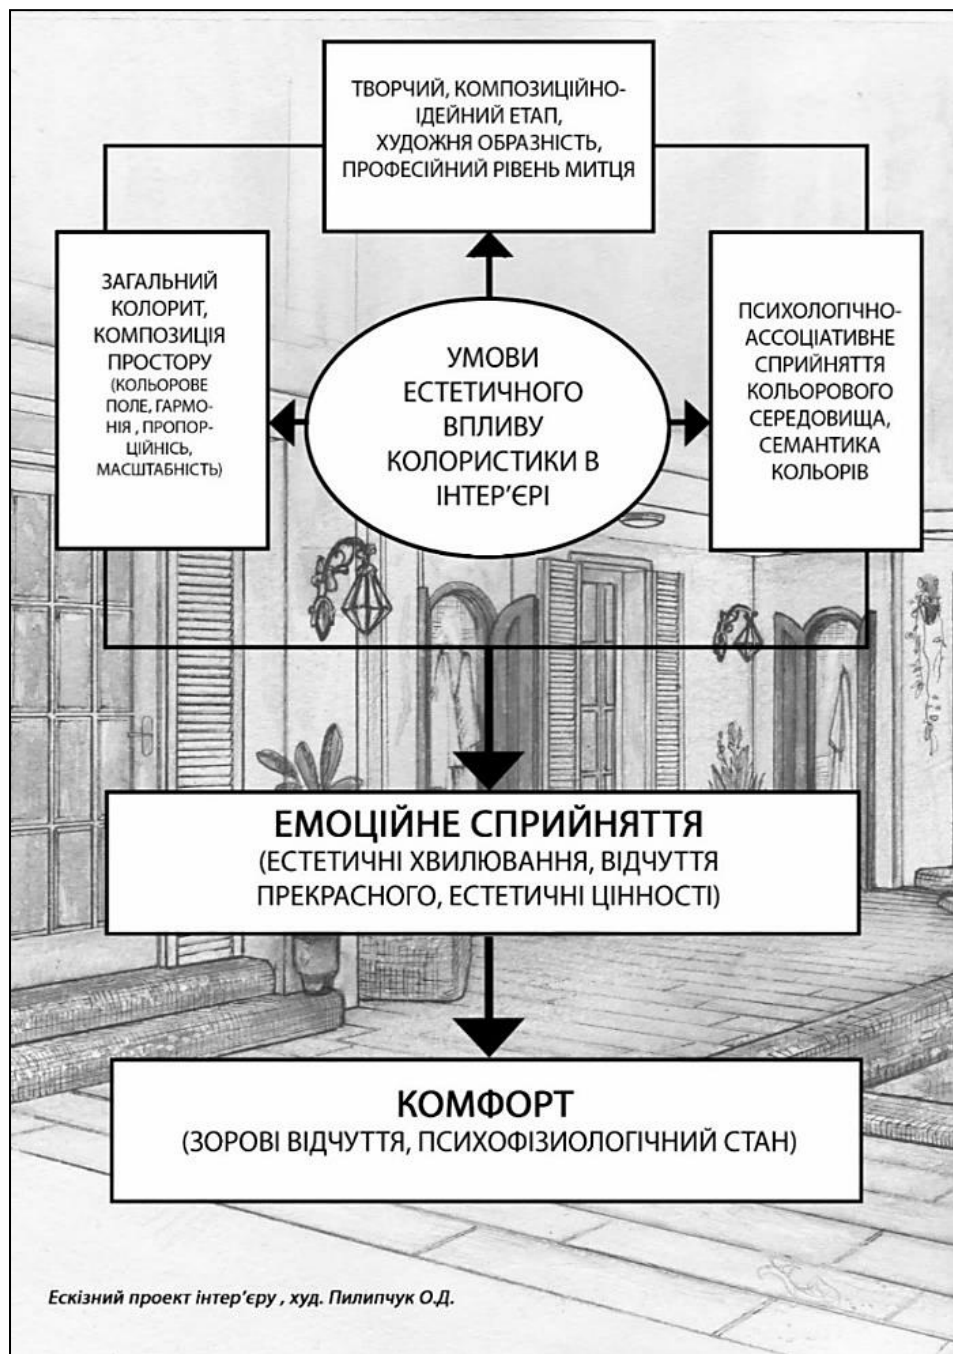 ТВОРЧИЙ, КОМПОЗИЦІЙНО-
ІДЕЙНИЙ ЕТАП,
ХУДОЖНЯ ОБРАЗНІСТЬ,
ПРОФЕСІЙНИЙ РІВЕНЬ МИТЦЯ
ЗАГАЛЬНИЙ
КОЛОРИТ,
КОМПОЗИЦІЯ
ПРОСТОРУ
(КОЛЬОРОВЕ
ПОЛЕ, ГАРМО-
НІЯ , ПРОПОР-
ЦІЙНІСЬ,
МАСШТАБНІСТЬ)
УМОВИ
ЕСТЕТИЧНОГО
ВПЛИВУ
КОЛОРИСТИКИ В
ІНТЕР’ЄРІ
ПСИХОЛОГІЧНО-
АССОЦІАТИВНЕ
СПРИЙНЯТТЯ
КОЛЬОРОВОГО
СЕРЕДОВИЩА,
СЕМАНТИКА
КОЛЬОРІВ
ЕМОЦІЙНЕ СПРИЙНЯТТЯ
(ЕСТЕТИЧНІ ХВИЛЮВАННЯ, ВІДЧУТТЯ
ПРЕКРАСНОГО, ЕСТЕТИЧНІ ЦІННОСТІ)
КОМФОРТ
(ЗОРОВІ ВІДЧУТТЯ, ПСИХОФІЗИОЛОГІЧНИЙ СТАН)
Ескізний проект інтер’єру , худ. Пилипчук О.Д.